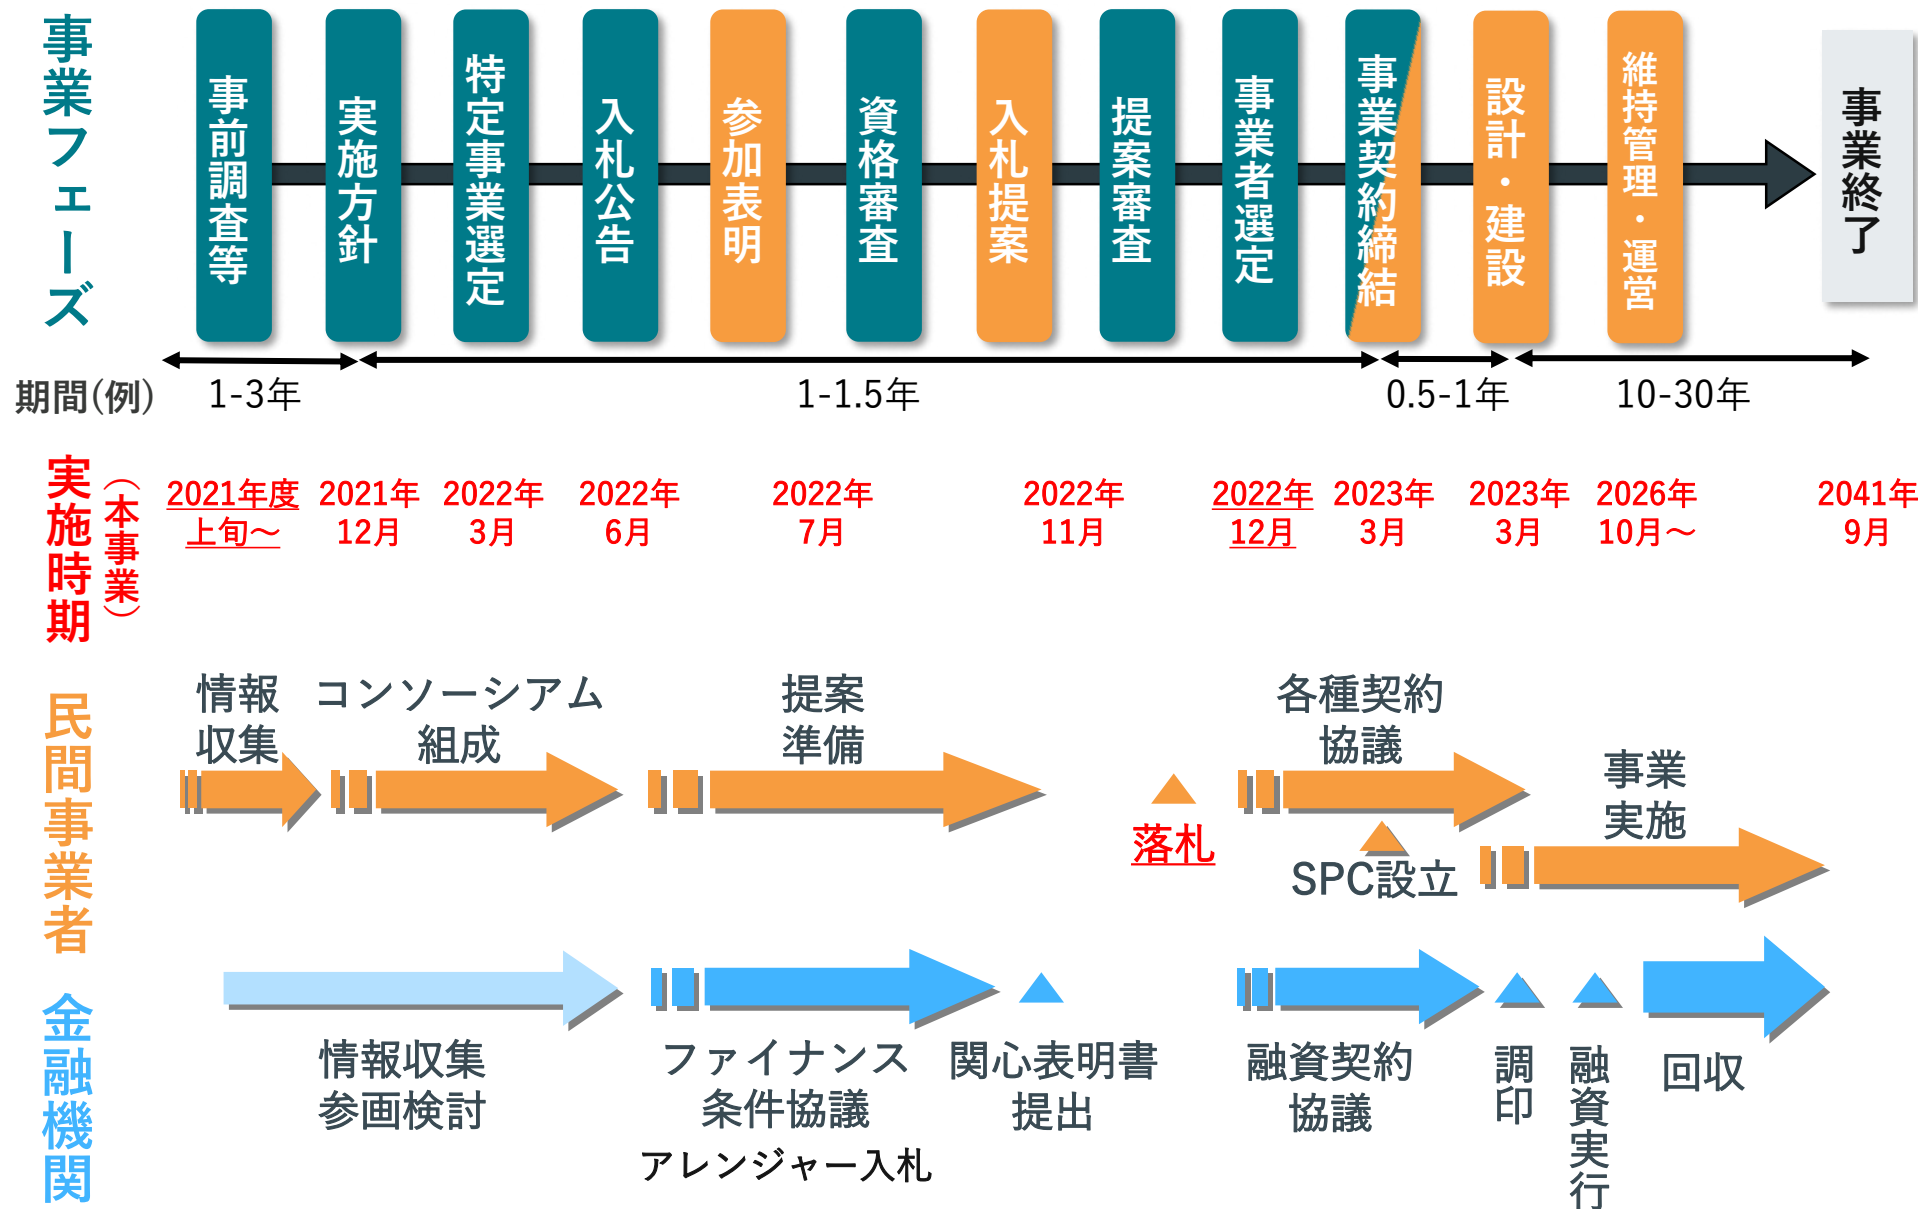 事業フェーズ
事前調査等
実施方針
特定事業選定
入札公告
参加表明
資格審査
入札提案
提案審査
事業者選定
事業契約締結
設計・建設
維持管理・運営
事業終了
期間(例)
1-3年
1-1.5年
0.5-1年
10-30年
実施時期
（本事業）
2021年度
上旬～
2021年
12月
2022年
3月
2022年
6月
2022年
7月
2022年
11月
2022年
12月
2023年
3月
2023年
3月
2026年
10月～
2041年
9月
民間事業者
情報
収集
コンソーシアム
組成
提案
準備
落札
各種契約
協議
SPC設立
事業
実施
金融機関
情報収集
参画検討
ファイナンス
条件協議
アレンジャー入札
関心表明書
提出
融資契約
協議
調印
融資実行
回収